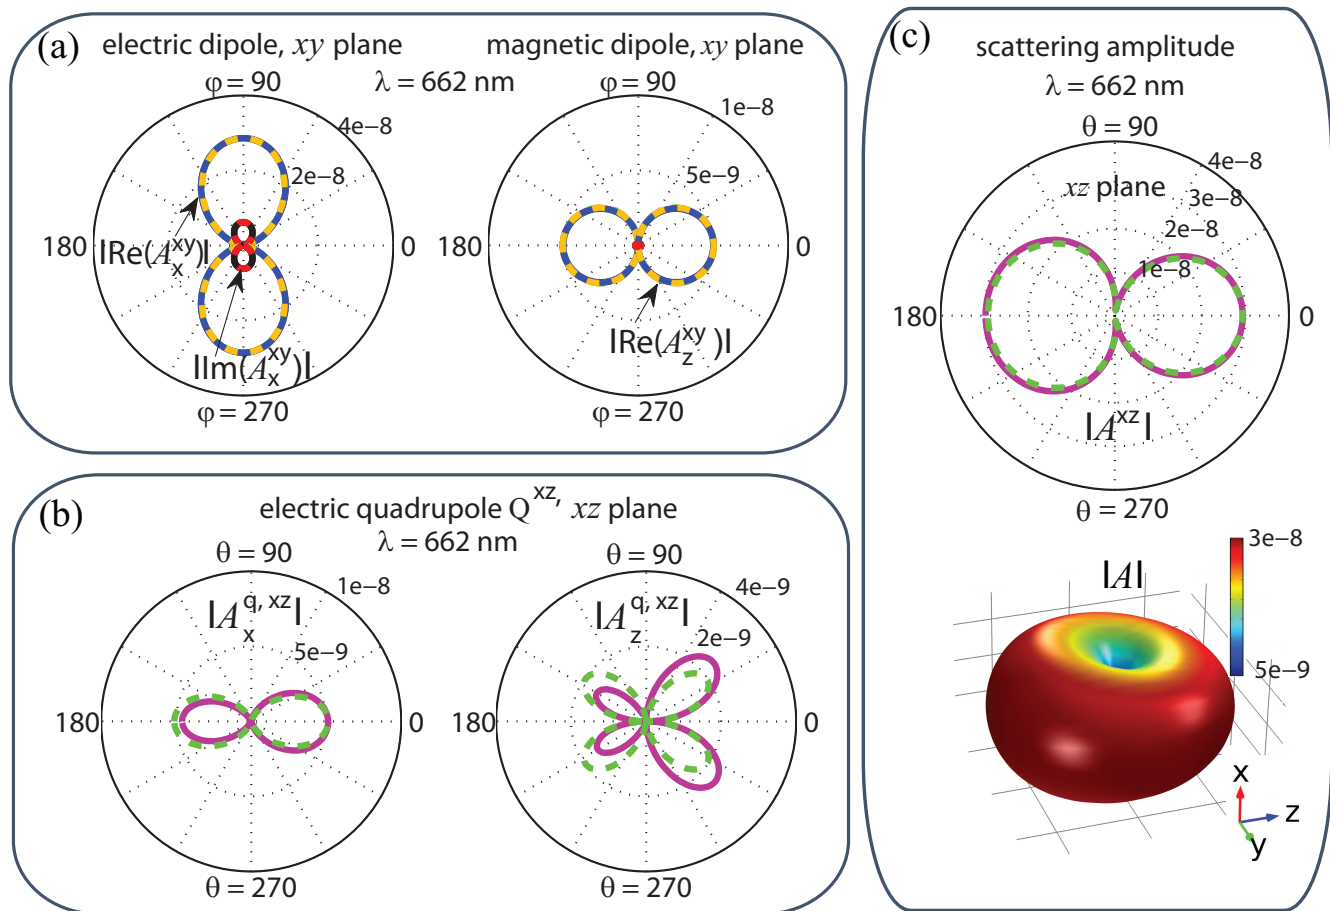 (a)
electric dipole, xy plane
magnetic dipole, xy plane
λ = 662 nm
φ = 90
φ = 90
4e−8
2e−8
1e−8
5e−9
180
0
180
0
|Re(A_x^xy)|
|Im(A_x^xy)|
|Re(A_z^xy)|
φ = 270
φ = 270
(b)
electric quadrupole Q^xz, xz plane
λ = 662 nm
θ = 90
θ = 90
1e−8
5e−9
4e−9
2e−9
|A_x^q, xz|
|A_z^q, xz|
180
0
180
0
θ = 270
θ = 270
(c)
scattering amplitude
λ = 662 nm
θ = 90
4e−8
3e−8
2e−8
1e−8
xz plane
180
0
|A^xz|
θ = 270
|A|
3e−8
5e−9
x
z
y